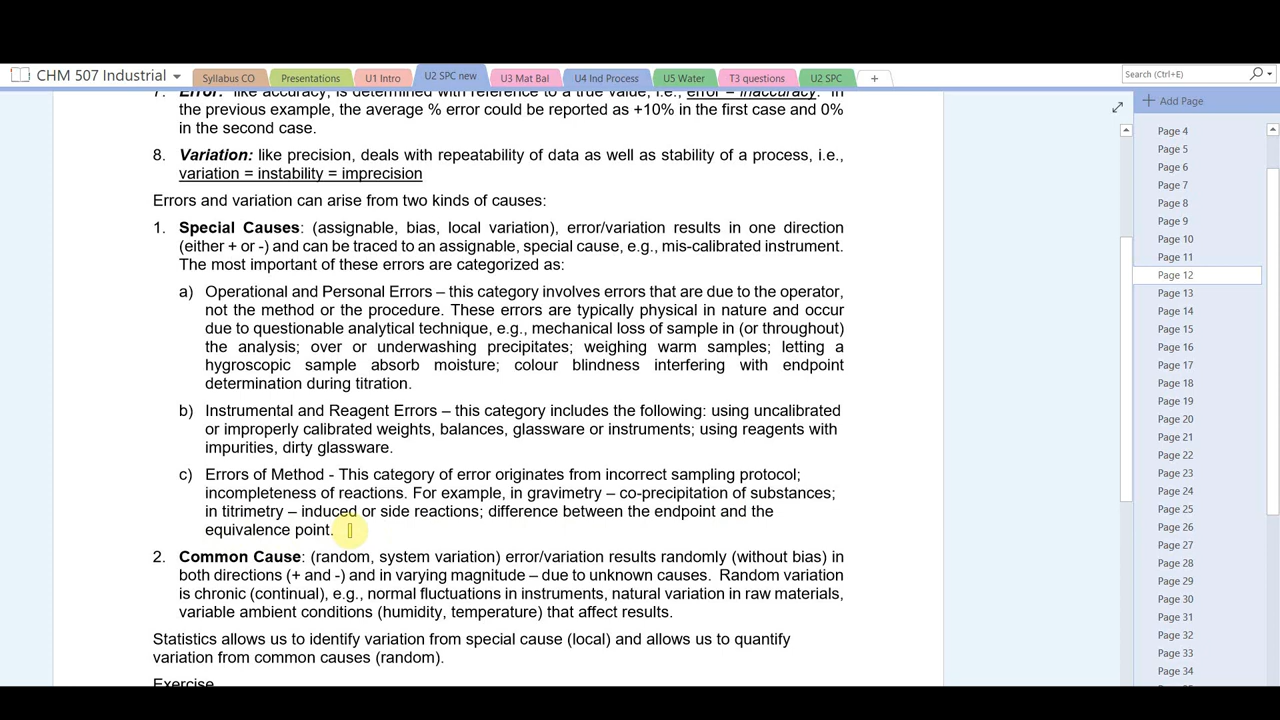 CHM 507 Industrial
Syllabus CO
Presentations
U1 Intro
U2 SPC new
U3 Mat Bal
U4 Ind Process
U5 Water
T3 questions
U2 SPC
Search (Ctrl+E)
7. Error: like accuracy, is determined with reference to a true value, i.e., error = inaccuracy. In
the previous example, the average % error could be reported as +10% in the first case and 0%
in the second case.
8. Variation: like precision, deals with repeatability of data as well as stability of a process, i.e.,
variation = instability = imprecision
Errors and variation can arise from two kinds of causes:
1. Special Causes: (assignable, bias, local variation), error/variation results in one direction
(either + or -) and can be traced to an assignable, special cause, e.g., mis-calibrated instrument.
The most important of these errors are categorized as:
a) Operational and Personal Errors – this category involves errors that are due to the operator,
not the method or the procedure. These errors are typically physical in nature and occur
due to questionable analytical technique, e.g., mechanical loss of sample in (or throughout)
the analysis; over or underwashing precipitates; weighing warm samples; letting a
hygroscopic sample absorb moisture; colour blindness interfering with endpoint
determination during titration.
b) Instrumental and Reagent Errors – this category includes the following: using uncalibrated
or improperly calibrated weights, balances, glassware or instruments; using reagents with
impurities, dirty glassware.
c) Errors of Method - This category of error originates from incorrect sampling protocol;
incompleteness of reactions. For example, in gravimetry – co-precipitation of substances;
in titrimetry – induced or side reactions; difference between the endpoint and the
equivalence point.
2. Common Cause: (random, system variation) error/variation results randomly (without bias) in
both directions (+ and -) and in varying magnitude – due to unknown causes. Random variation
is chronic (continual), e.g., normal fluctuations in instruments, natural variation in raw materials,
variable ambient conditions (humidity, temperature) that affect results.
Statistics allows us to identify variation from special cause (local) and allows us to quantify
variation from common causes (random).
Exercise
Add Page
Page 4
Page 5
Page 6
Page 7
Page 8
Page 9
Page 10
Page 11
Page 12
Page 13
Page 14
Page 15
Page 16
Page 17
Page 18
Page 19
Page 20
Page 21
Page 22
Page 23
Page 24
Page 25
Page 26
Page 27
Page 28
Page 29
Page 30
Page 31
Page 32
Page 33
Page 34